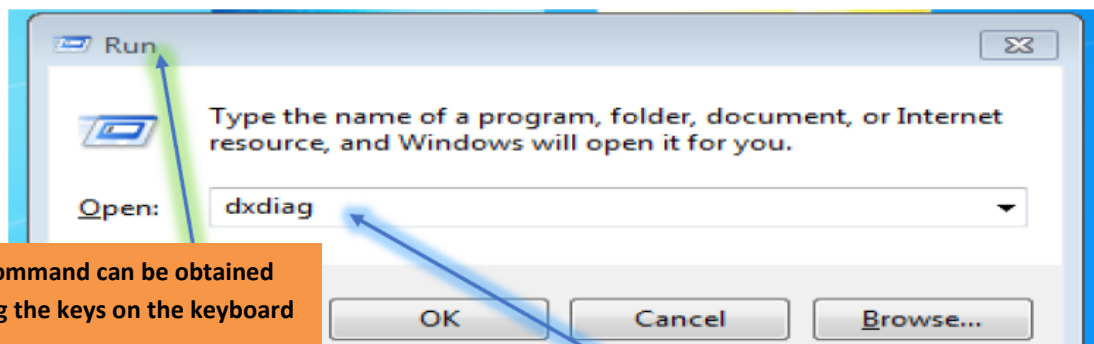 Run
Type the name of a program, folder, document, or Internet
resource, and Windows will open it for you.
Open: dxdiag
command can be obtained
the keys on the keyboard
OK Cancel Browse...